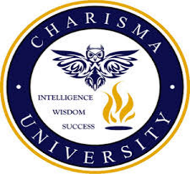 CHARISMA
INTELLIGENCE
WISDOM
SUCCESS
UNIVERSITY